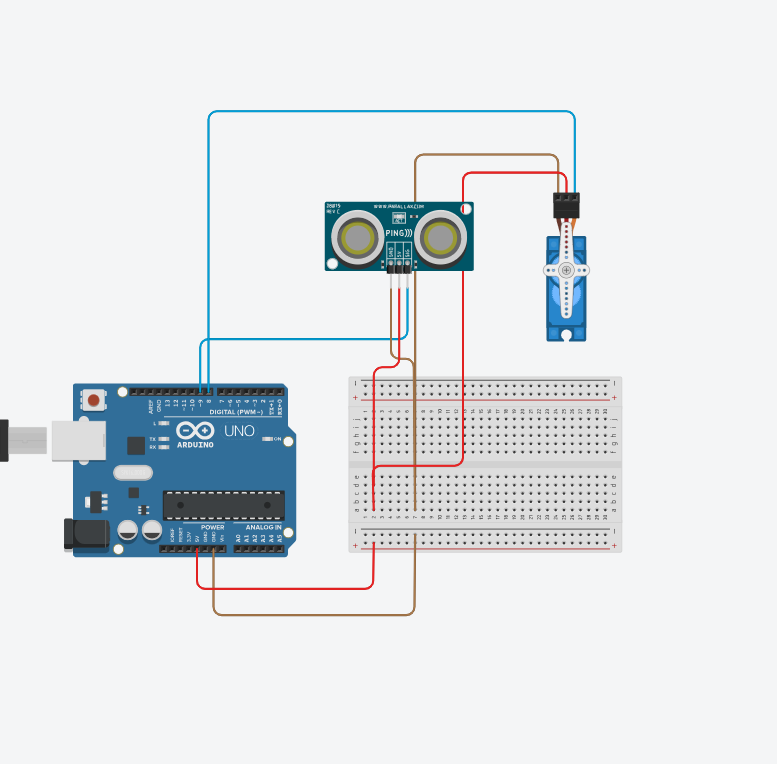 28015
REV C
WWW.PARALLAX.COM
PING)))
GND
5V
SIG
AREF
GND
13
12
~11
~10
~9
8
7
~6
~5
4
~3
2
TX→1
RX←0
DIGITAL (PWM~)
L
TX
RX
UNO
ARDUINO
ON
POWER
ANALOG IN
IOREF
RESET
3.3V
5V
GND
GND
Vin
A0
A1
A2
A3
A4
A5